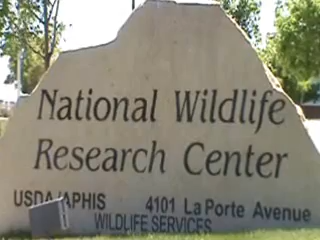 National Wildlife
Research Center
USDA/APHIS 4101 LaPorte Avenue
WILDLIFE SERVICES